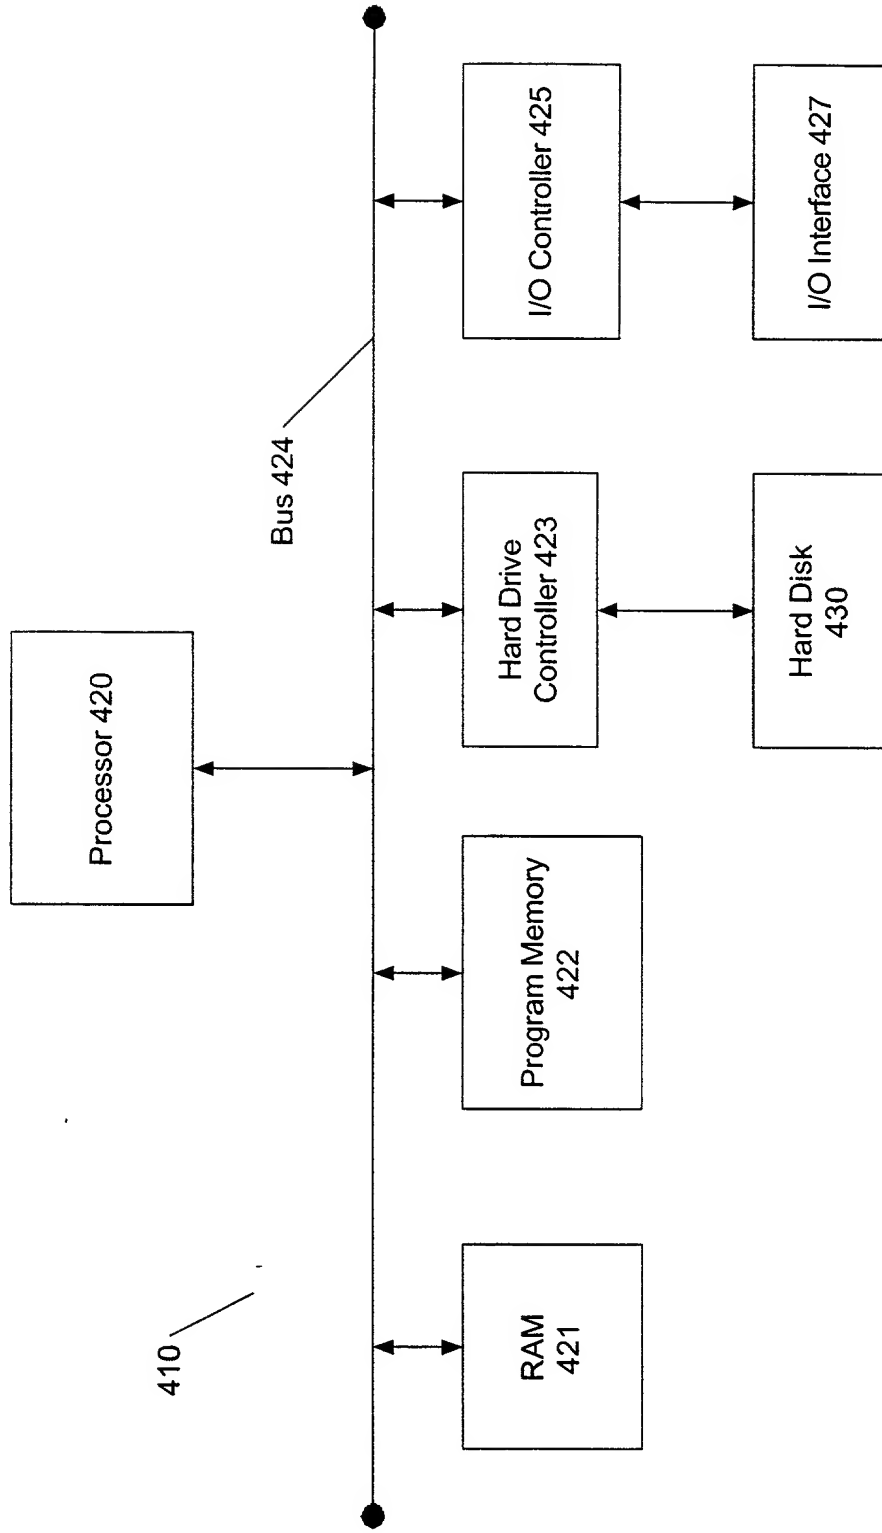 410
Processor 420
Bus 424
RAM
421
Program Memory
422
Hard Drive
Controller 423
I/O Controller 425
Hard Disk
430
I/O Interface 427